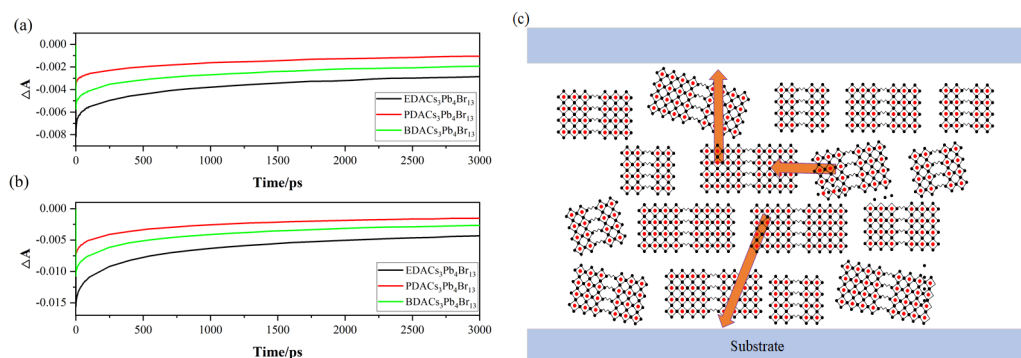 (a)
0.000
-0.002
-0.004
-0.006
-0.008
△A
EDACs₃Pb₄Br₁₃
PDACs₃Pb₄Br₁₃
BDACs₃Pb₄Br₁₃
0 500 1000 1500 2000 2500 3000
Time/ps
(b)
0.000
-0.005
-0.010
-0.015
△A
EDACs₃Pb₄Br₁₃
PDACs₃Pb₄Br₁₃
BDACs₃Pb₄Br₁₃
0 500 1000 1500 2000 2500 3000
Time/ps
(c)
Substrate